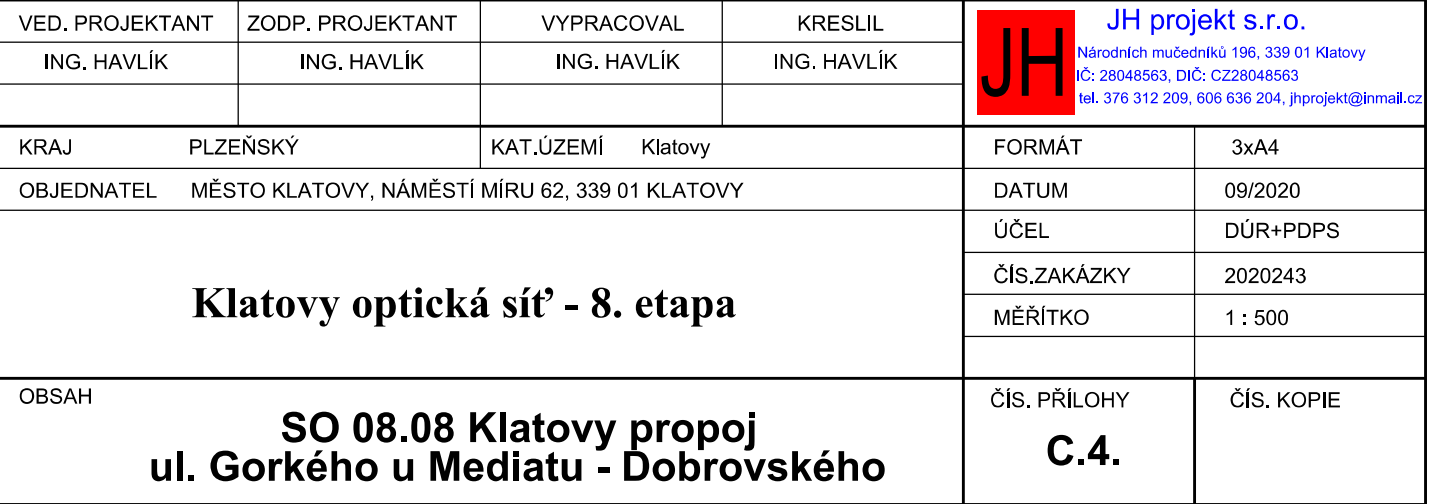 VED. PROJEKTANT ZODP. PROJEKTANT VYPRACOVAL KRESLIL
ING. HAVLÍK ING. HAVLÍK ING. HAVLÍK ING. HAVLÍK
JH
JH projekt s.r.o.
Národních mučedníků 196, 339 01 Klatovy
IČ: 28048563, DIČ: CZ28048563
tel. 376 312 209, 606 636 204, jhprojekt@inmail.cz
KRAJ PLZEŇSKÝ KAT.ÚZEMÍ Klatovy
OBJEDNATEL MĚSTO KLATOVY, NÁMĚSTÍ MÍRU 62, 339 01 KLATOVY
Klatovy optická síť - 8. etapa
FORMÁT 3xA4
DATUM 09/2020
ÚČEL DÚR+PDPS
ČÍS.ZAKÁZKY 2020243
MĚŘÍTKO 1 : 500
OBSAH
SO 08.08 Klatovy propoj
ul. Gorkého u Mediatu - Dobrovského
ČÍS. PŘÍLOHY ČÍS. KOPIE
C.4.